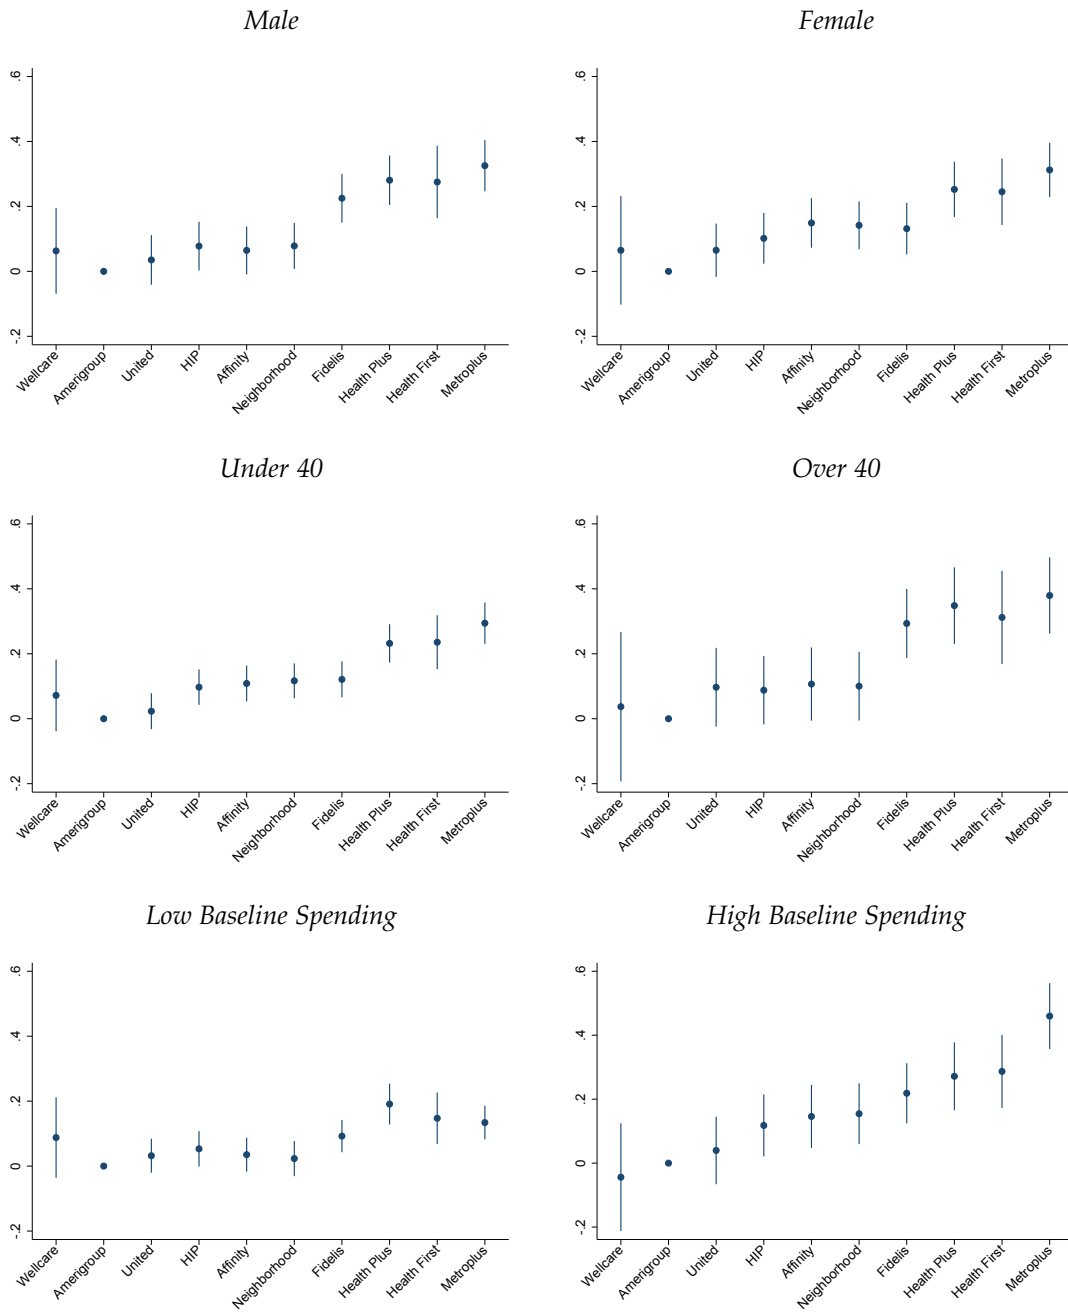 Male
.6
.4
.2
0
-.2
Wellcare
Amerigroup
United
HIP
Affinity
Neighborhood
Fidelis
Health Plus
Health First
Metroplus
Female
.6
.4
.2
0
-.2
Wellcare
Amerigroup
United
HIP
Affinity
Neighborhood
Fidelis
Health Plus
Health First
Metroplus
Under 40
.6
.4
.2
0
-.2
Wellcare
Amerigroup
United
HIP
Affinity
Neighborhood
Fidelis
Health Plus
Health First
Metroplus
Over 40
.6
.4
.2
0
-.2
Wellcare
Amerigroup
United
HIP
Affinity
Neighborhood
Fidelis
Health Plus
Health First
Metroplus
Low Baseline Spending
.6
.4
.2
0
-.2
Wellcare
Amerigroup
United
HIP
Affinity
Neighborhood
Fidelis
Health Plus
Health First
Metroplus
High Baseline Spending
.6
.4
.2
0
-.2
Wellcare
Amerigroup
United
HIP
Affinity
Neighborhood
Fidelis
Health Plus
Health First
Metroplus